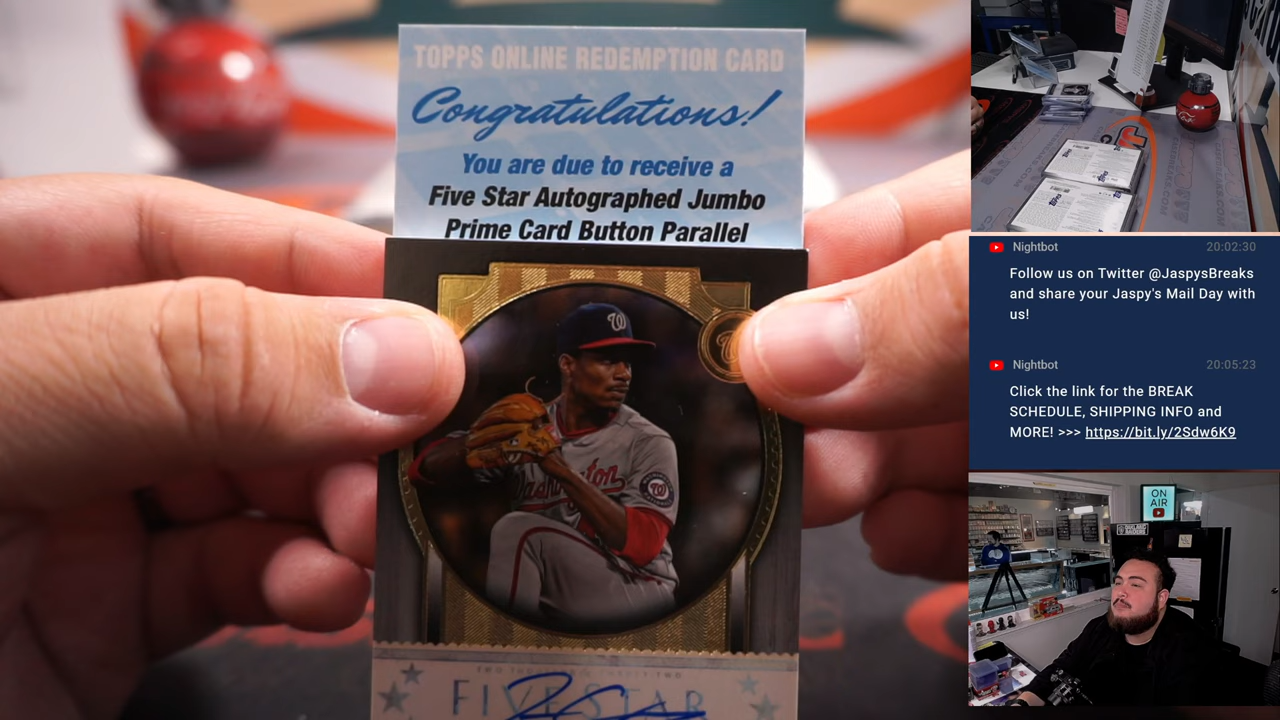 TOPPS ONLINE REDEMPTION CARD
Congratulations!
You are due to receive a
Five Star Autographed Jumbo
Prime Card Button Parallel
W
Washington
W
FIVE STAR
Nightbot 20:02:30
Follow us on Twitter @JaspysBreaks
and share your Jaspy's Mail Day with
us!
Nightbot 20:05:23
Click the link for the BREAK
SCHEDULE, SHIPPING INFO and
MORE! >>> https://bit.ly/2Sdw6K9
ON
AIR